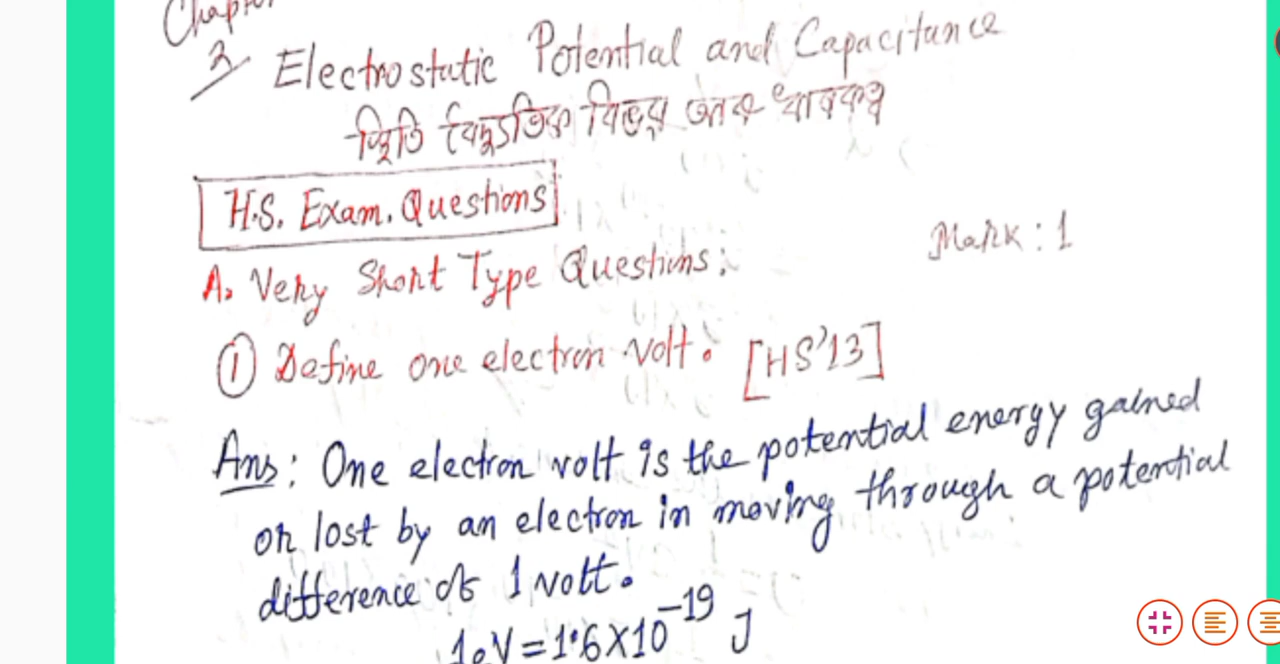 Chapter
2 Electrostatic Potential and Capacitance
স্থিতি বৈদ্যুতিক বিভৱ আৰু ধাৰকত্ব
H.S. Exam. Questions
A. Very Short Type Questions:
Mark: 1
① Define one electron volt. [HS'13]
Ans: One electron volt is the potential energy gained
or lost by an electron in moving through a potential
difference of 1 volt.
1eV = 1.6 X 10⁻¹⁹ J